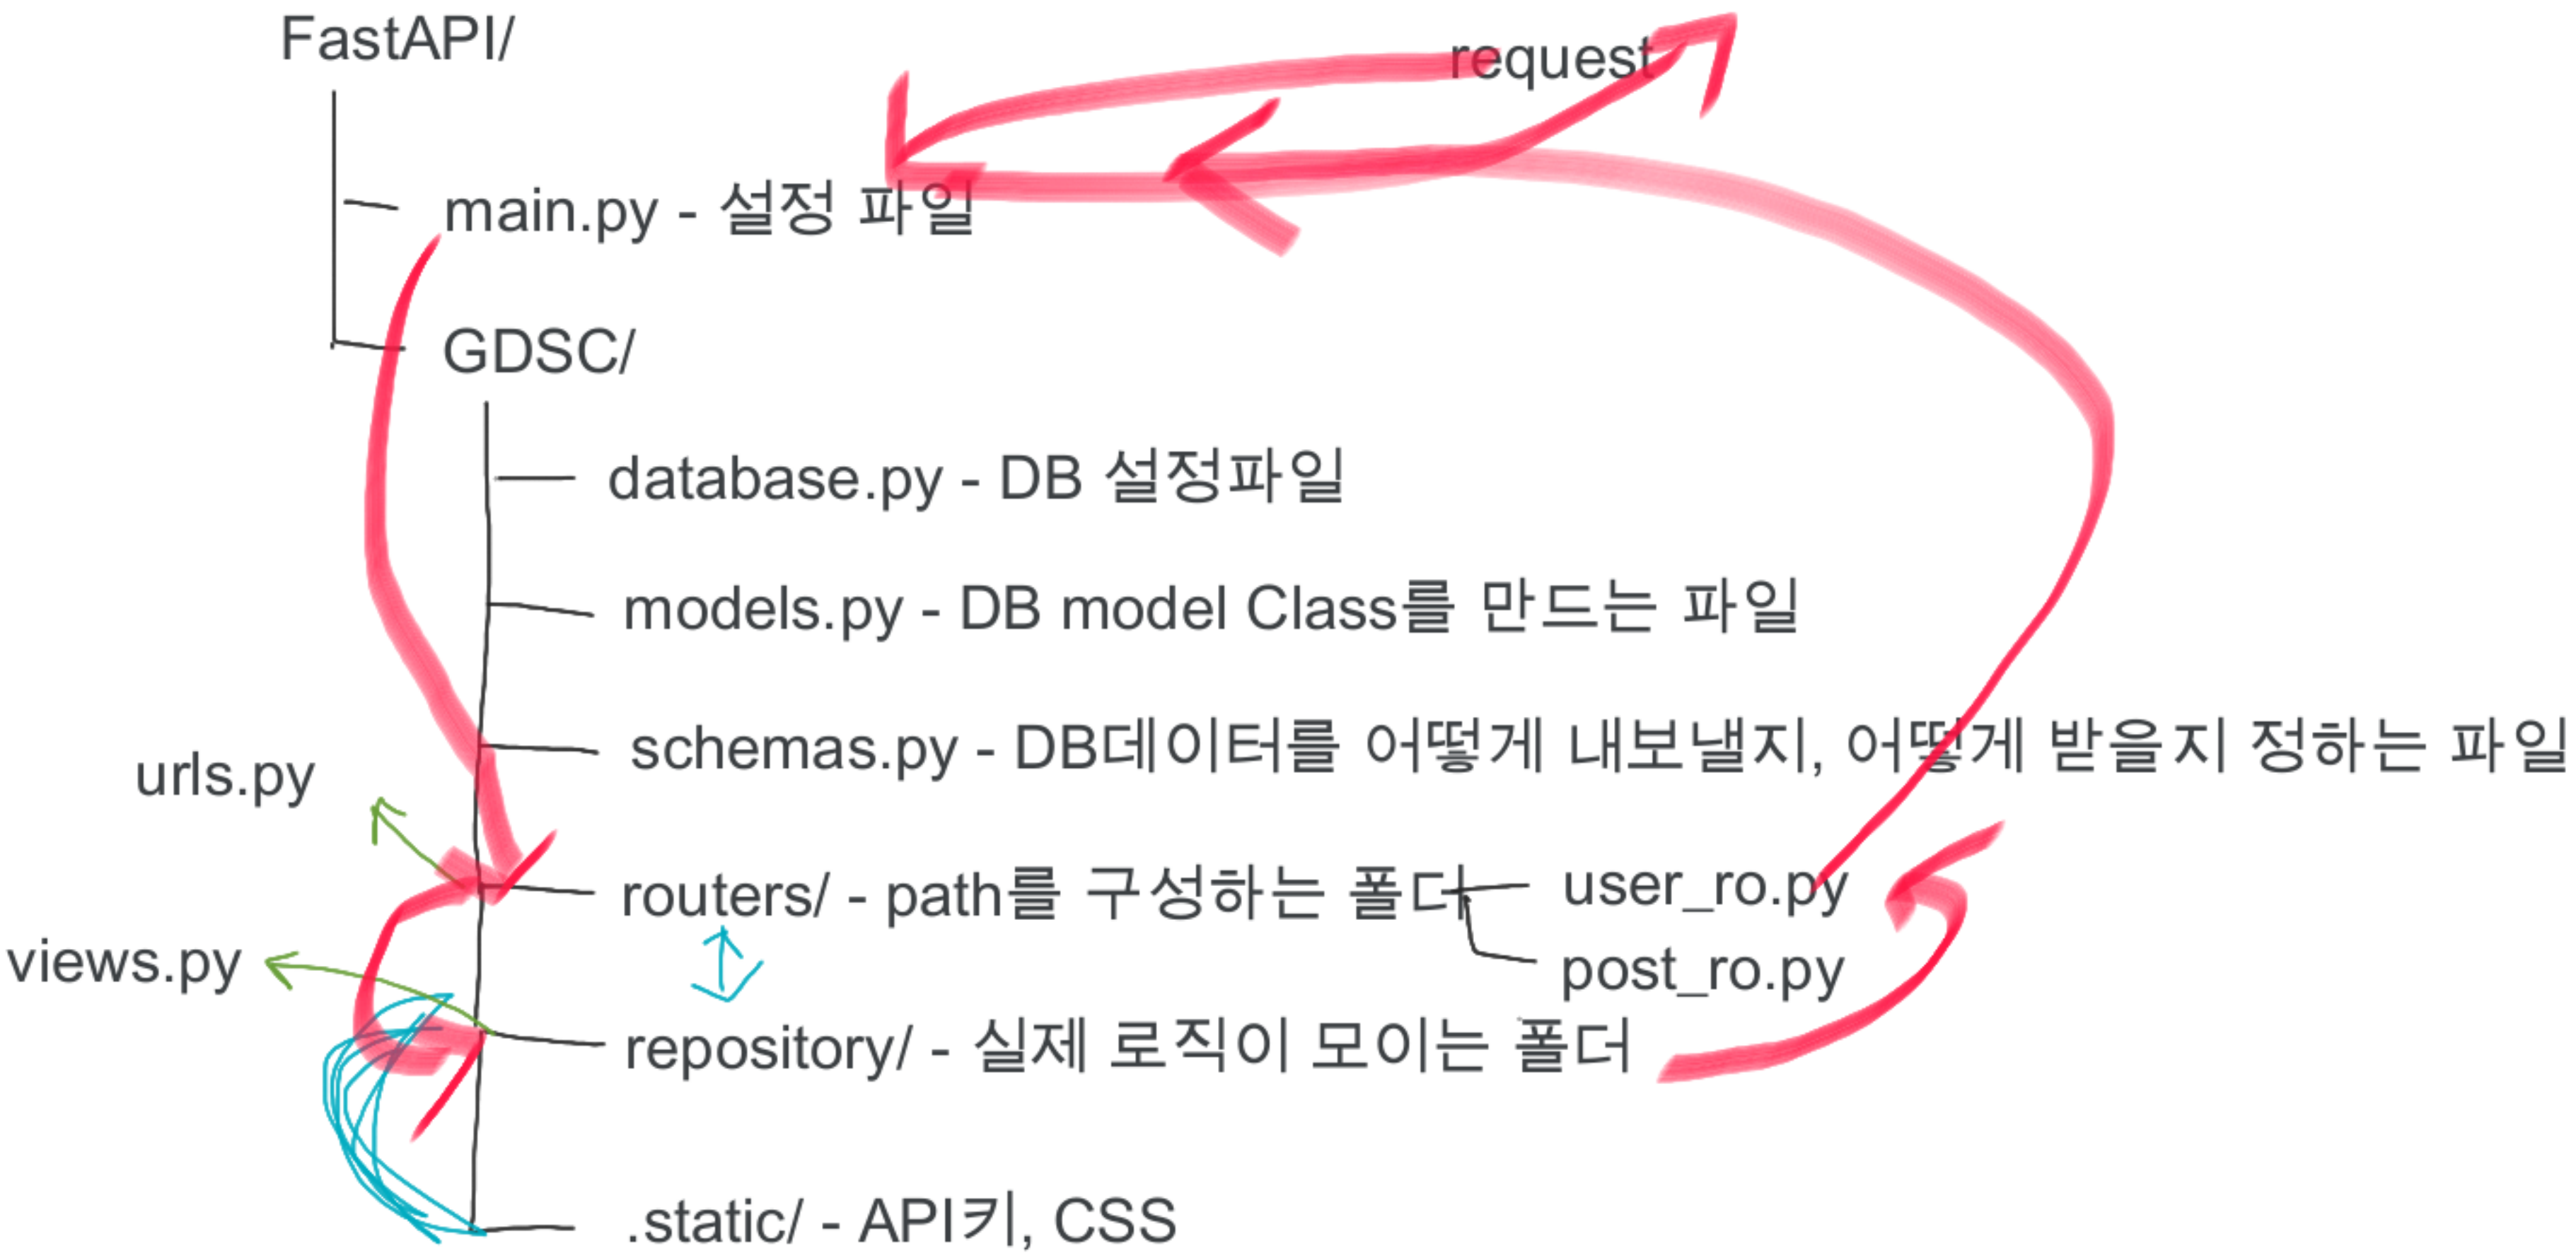 FastAPI/
request
main.py - 설정 파일
GDSC/
database.py - DB 설정파일
models.py - DB model Class를 만드는 파일
schemas.py - DB데이터를 어떻게 내보낼지, 어떻게 받을지 정하는 파일
urls.py
routers/ - path를 구성하는 폴더
user_ro.py
post_ro.py
views.py
repository/ - 실제 로직이 모이는 폴더
.static/ - API키, CSS